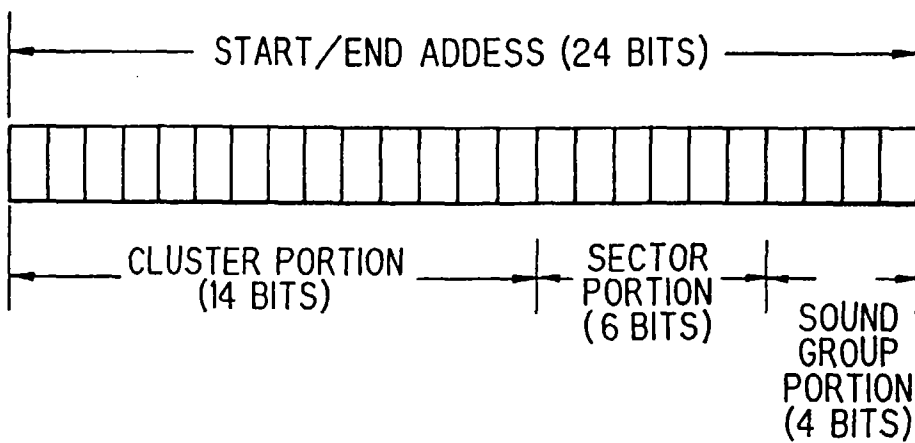 START/END ADDESS (24 BITS)
CLUSTER PORTION
(14 BITS)
SECTOR
PORTION
(6 BITS)
SOUND
GROUP
PORTION
(4 BITS)